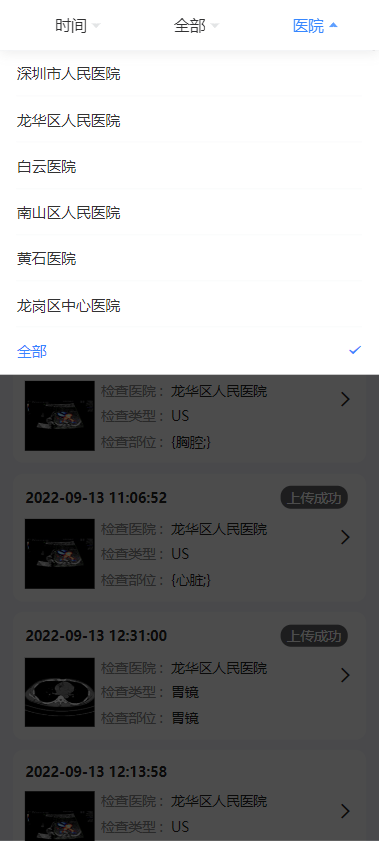 时间 全部 医院
深圳市人民医院
龙华区人民医院
白云医院
南山区人民医院
黄石医院
龙岗区中心医院
全部
检查医院： 龙华区人民医院
检查类型： US
检查部位： {胸腔;}
2022-09-13 11:06:52 上传成功
检查医院： 龙华区人民医院
检查类型： US
检查部位： {心脏;}
2022-09-13 12:31:00 上传成功
检查医院： 龙华区人民医院
检查类型： 胃镜
检查部位： 胃镜
2022-09-13 12:13:58
检查医院： 龙华区人民医院
检查类型： US